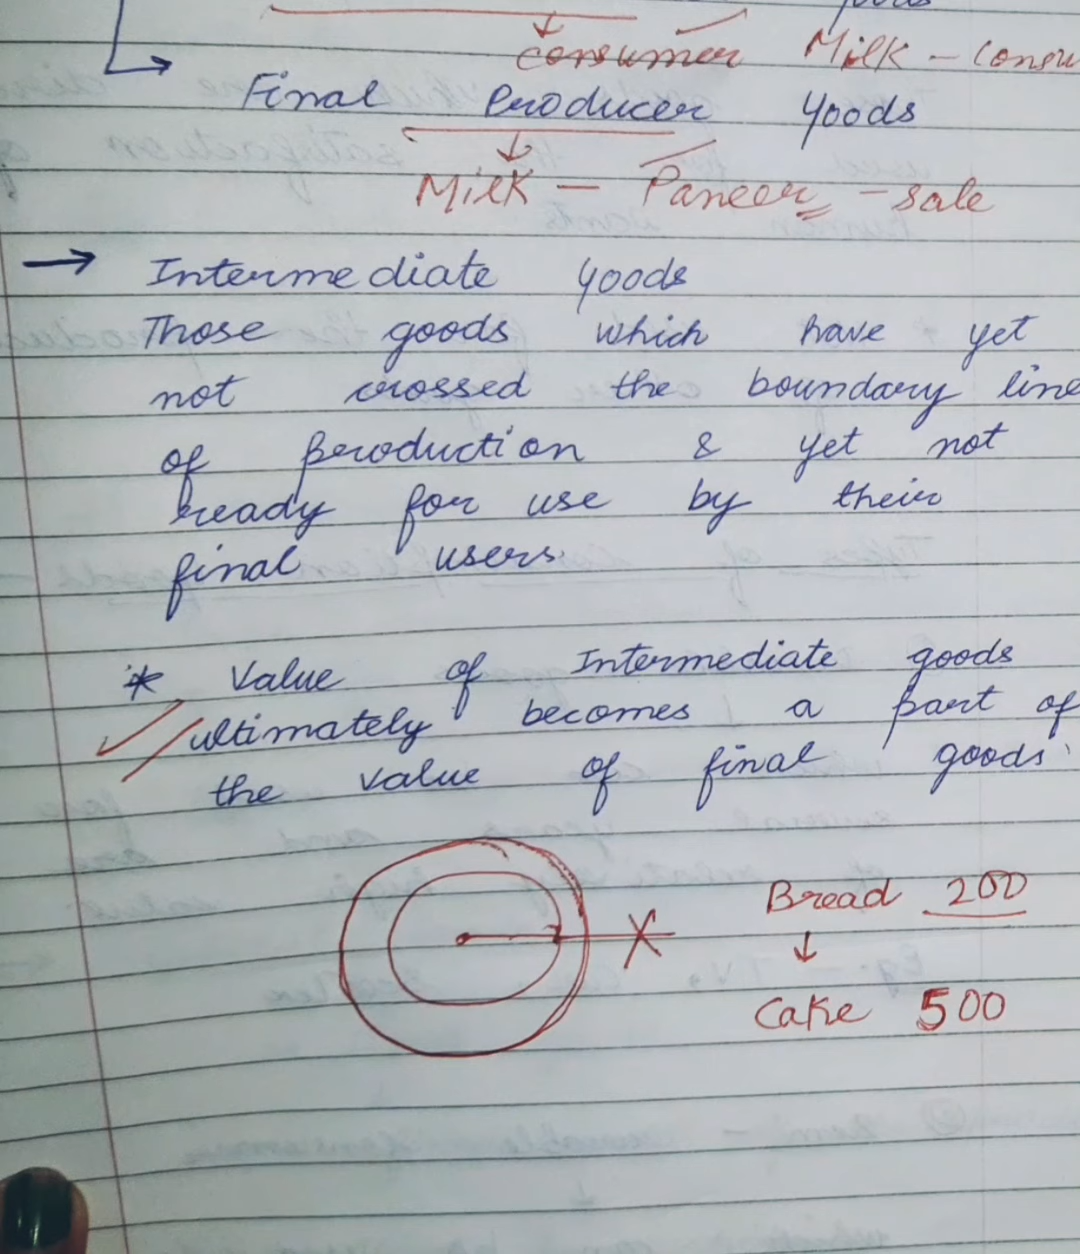 consumer Milk - Consu
Final Producer Goods
Milk - Paneer - sale
→ Intermediate Goods
Those goods which have yet
not crossed the boundary line
of production & yet not
ready for use by their
final users.
* Value of Intermediate goods
ultimately becomes a part of
the value of final goods
Bread 200
↓
Cake 500